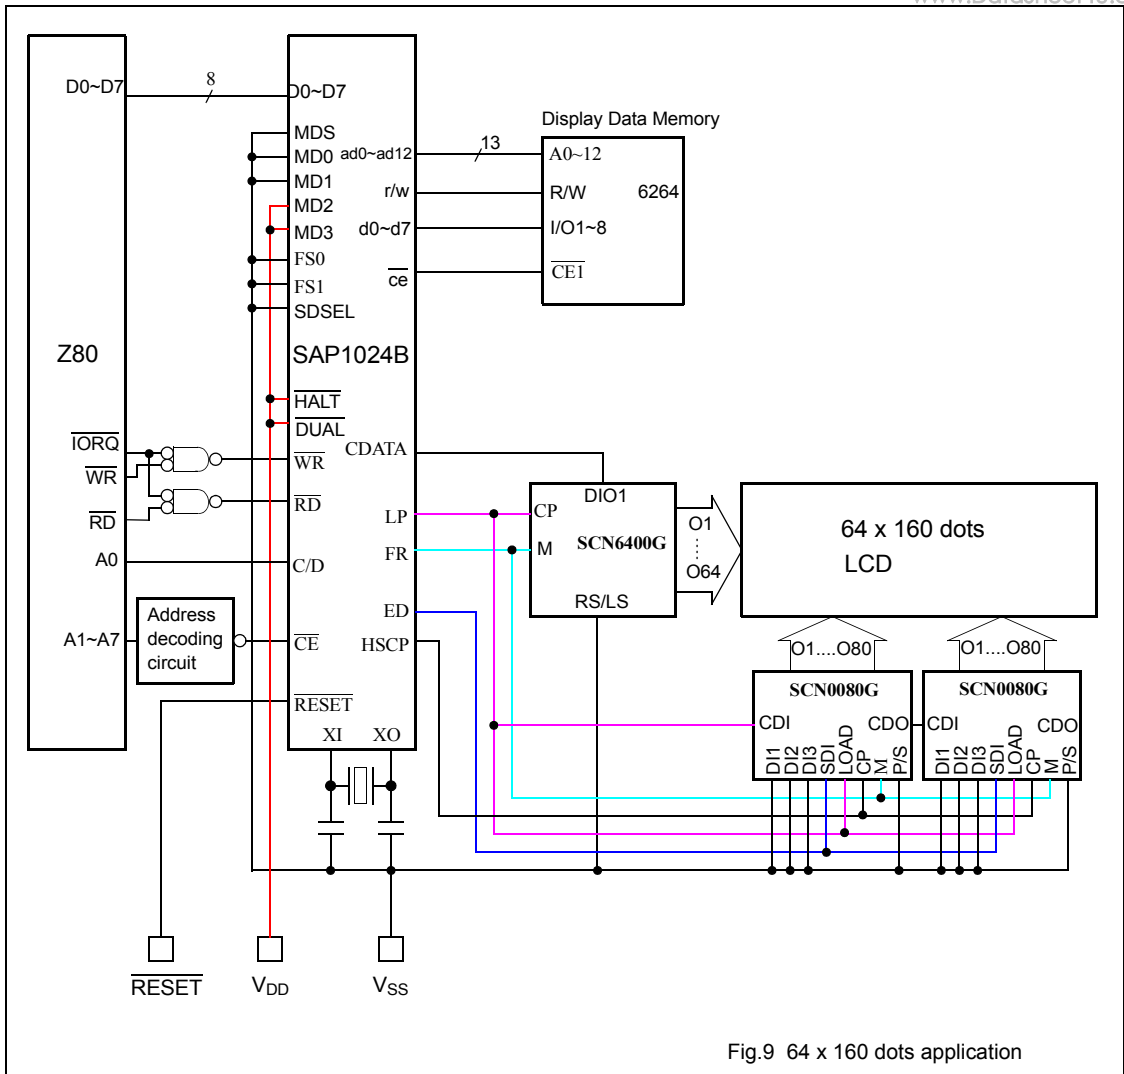 D0~D7
8
D0~D7
MDS
MD0
MD1
MD2
MD3
FS0
FS1
SDSEL
ad0~ad12
13
r/w
d0~d7
ce
Display Data Memory
A0~12
R/W
6264
I/O1~8
CE1
Z80
SAP1024B
HALT
DUAL
IORQ
WR
RD
WR
RD
A0
C/D
A1~A7
Address
decoding
circuit
CE
RESET
XI
XO
CDATA
LP
FR
ED
HSCP
DIO1
CP
SCN6400G
M
RS/LS
O1
O64
64 x 160 dots
LCD
O1....O80
O1....O80
SCN0080G
SCN0080G
CDI
CDO
CDI
CDO
DI1
DI2
DI3
SDI
LOAD
CP
M
P/S
DI1
DI2
DI3
SDI
LOAD
CP
M
P/S
RESET
VDD
VSS
Fig.9 64 x 160 dots application